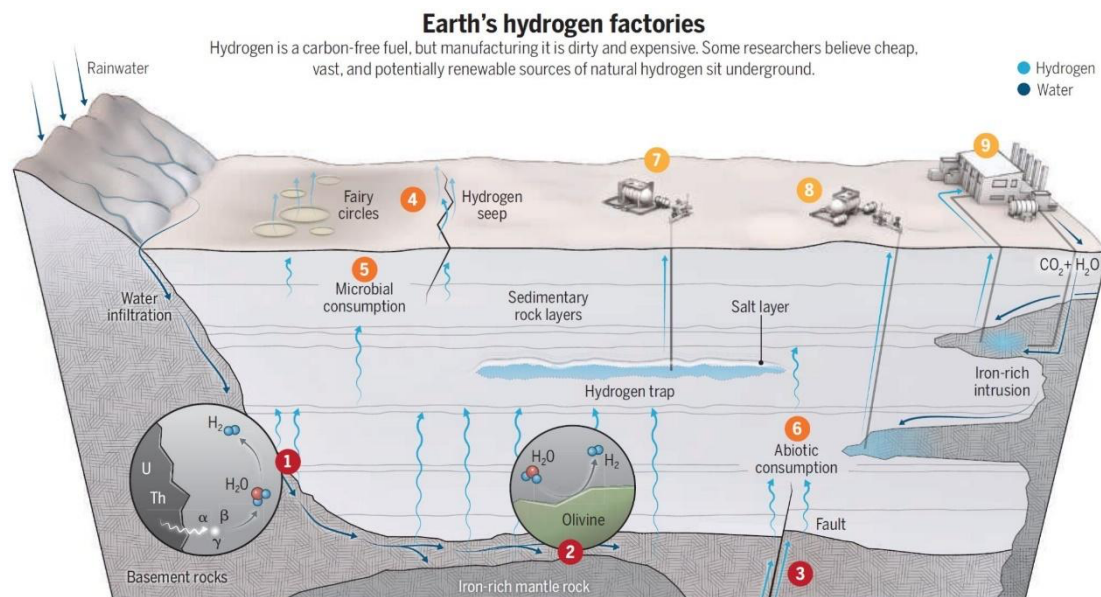 Earth's hydrogen factories
Hydrogen is a carbon-free fuel, but manufacturing it is dirty and expensive. Some researchers believe cheap,
vast, and potentially renewable sources of natural hydrogen sit underground.
Rainwater
Hydrogen
Water
7
9
8
Fairy
circles
4
Hydrogen
seep
5
Microbial
consumption
CO2 + H2O
Water
infiltration
Sedimentary
rock layers
Salt layer
Hydrogen trap
Iron-rich
intrusion
6
Abiotic
consumption
H2
1
U
Th
H2O
α β
γ
H2O
H2
Olivine
2
Fault
3
Basement rocks
Iron-rich mantle rock